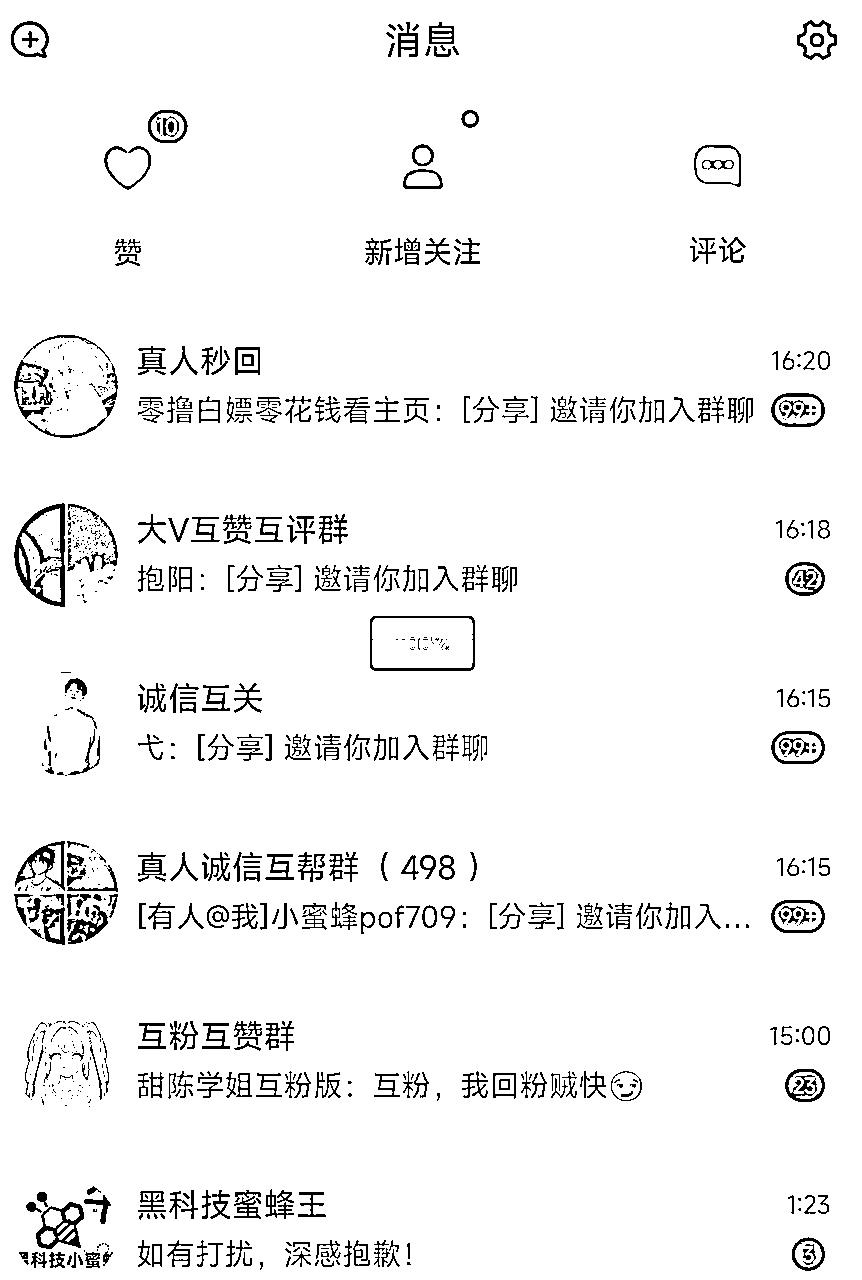 消息
10
赞
新增关注
评论
真人秒回
16:20
零撸白嫖零花钱看主页：[分享] 邀请你加入群聊
99+
大V互赞互评群
16:18
抱阳：[分享] 邀请你加入群聊
42
诚信互关
16:15
弋：[分享] 邀请你加入群聊
99+
真人诚信互帮群（498）
16:15
[有人@我]小蜜蜂pof709：[分享] 邀请你加入...
99+
互粉互赞群
15:00
甜陈学姐互粉版：互粉，我回粉贼快😏
23
黑科技蜜蜂王
1:23
黑科技小蜜蜂
如有打扰，深感抱歉！
3